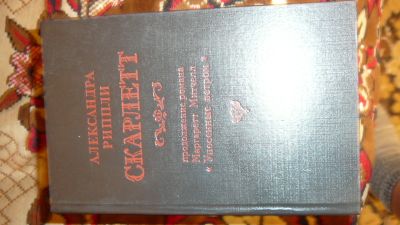 АЛЕКСАНДРА
РИПЛИ
СКАРЛЕТТ
продолжение романа
Маргарет Митчелл
« Унесенные ветром »